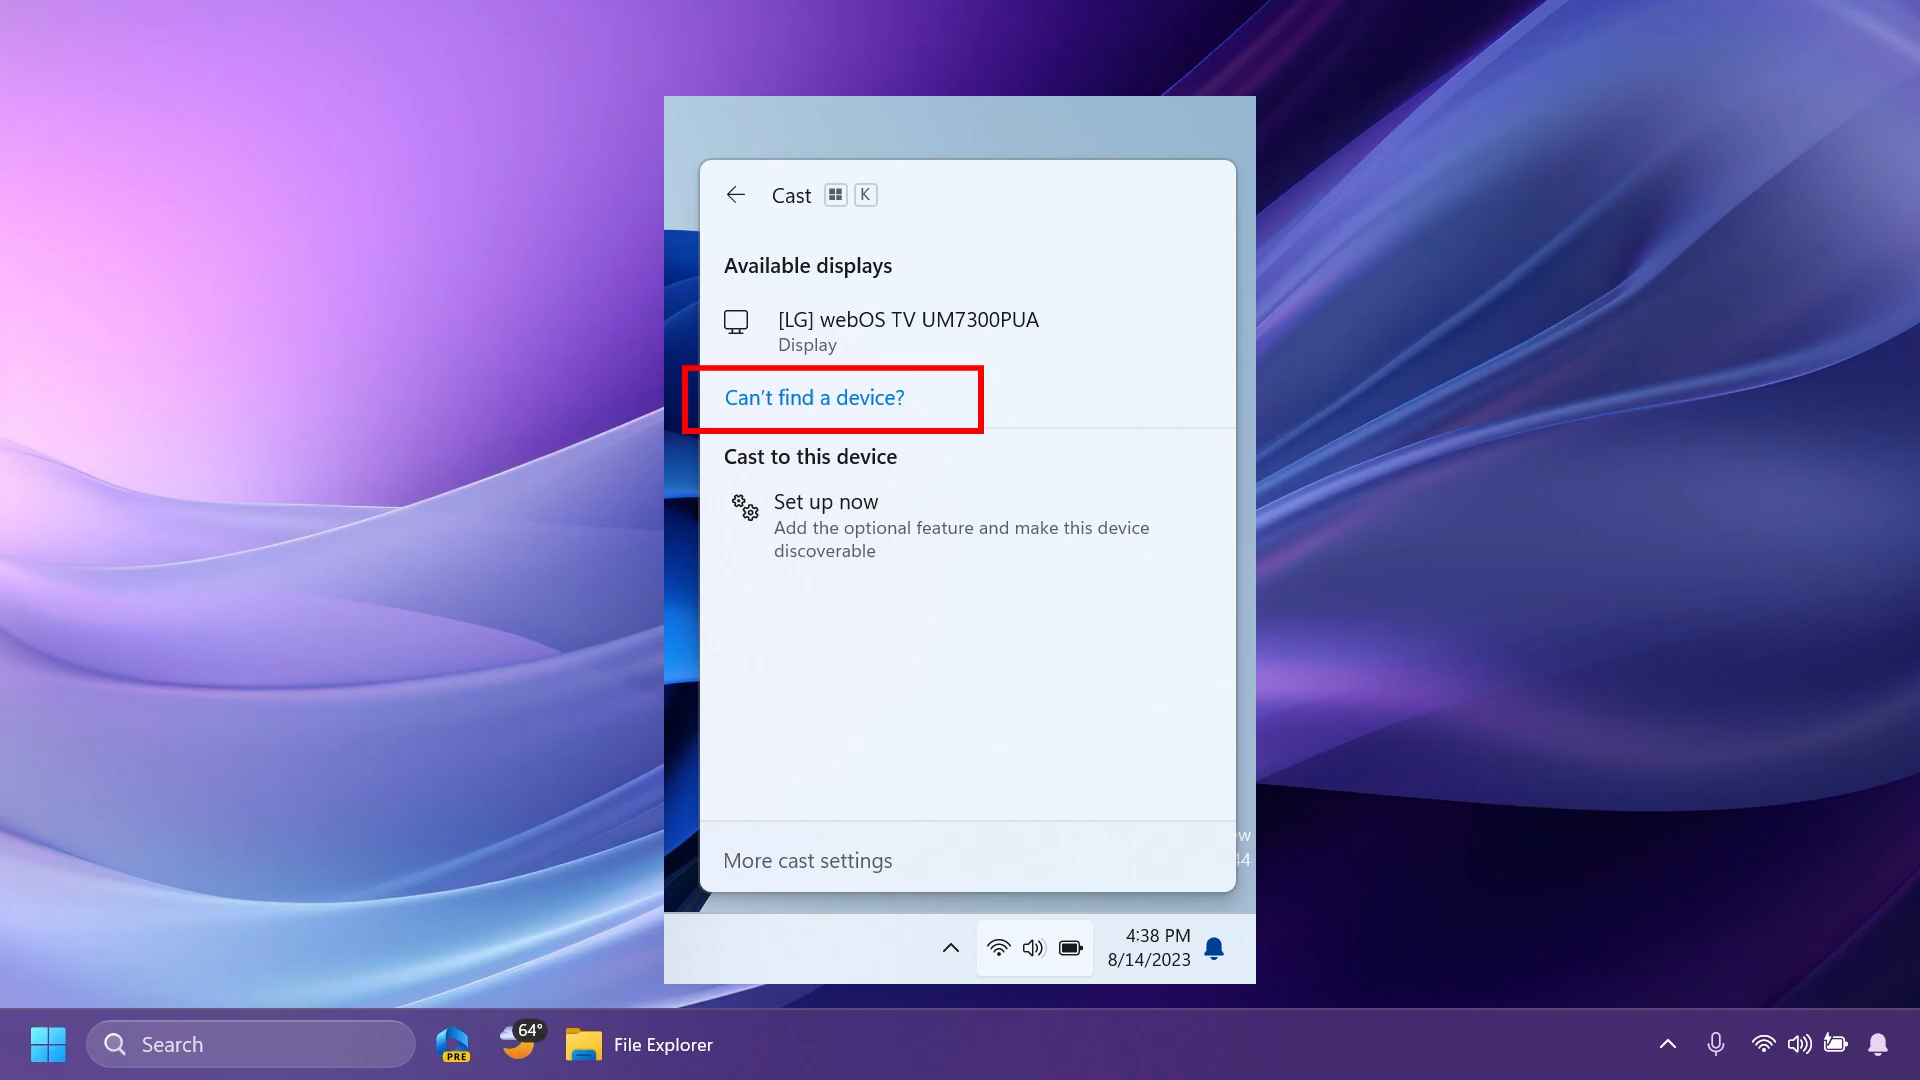 Cast K
Available displays
[LG] webOS TV UM7300PUA
Display
Can't find a device?
Cast to this device
Set up now
Add the optional feature and make this device
discoverable
ew
44
More cast settings
4:38 PM
8/14/2023
Search
PRE
64°
File Explorer